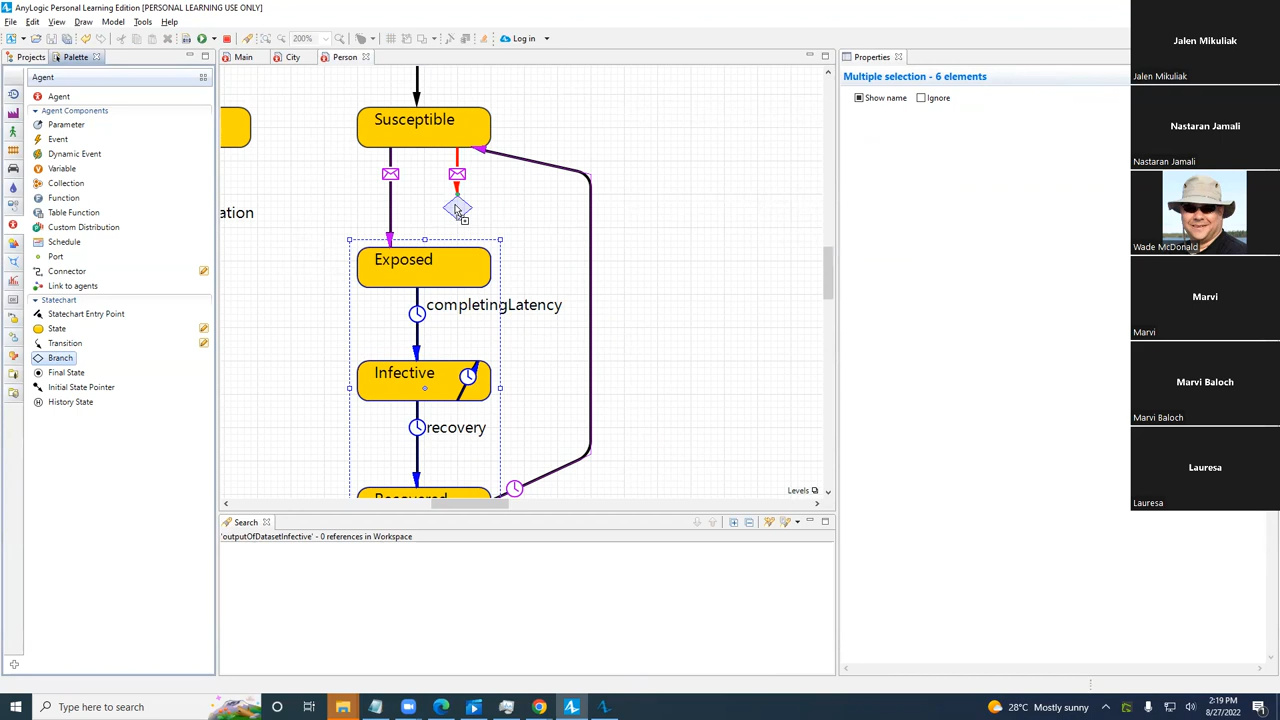 AnyLogic Personal Learning Edition [PERSONAL LEARNING USE ONLY]
File Edit View Draw Model Tools Help
200%
Log in
Projects Palette
Main City Person
Properties
Agent
Agent
Agent Components
Parameter
Event
Dynamic Event
Variable
Collection
Function
Table Function
Custom Distribution
Schedule
Port
Connector
Link to agents
Statechart
Statechart Entry Point
State
Transition
Branch
Final State
Initial State Pointer
History State
Susceptible
ation
Exposed
completingLatency
Infective
recovery
Recovered
Levels
Search
'outputOfDatasetInfective' - 0 references in Workspace
Multiple selection - 6 elements
Show name Ignore
Jalen Mikuliak
Jalen Mikuliak
Nastaran Jamali
Nastaran Jamali
Wade McDonald
Marvi
Marvi
Marvi Baloch
Marvi Baloch
Lauresa
Lauresa
Type here to search
28°C Mostly sunny
2:19 PM
8/27/2022